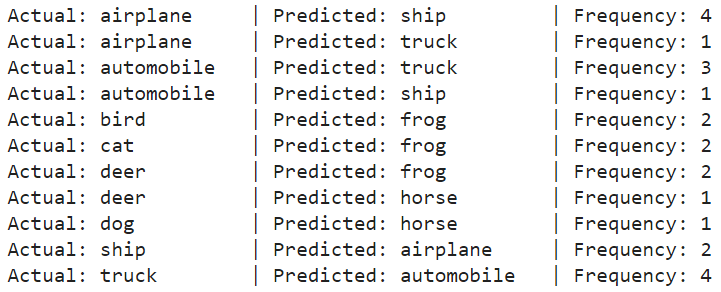 Actual: airplane | Predicted: ship | Frequency: 4
Actual: airplane | Predicted: truck | Frequency: 1
Actual: automobile | Predicted: truck | Frequency: 3
Actual: automobile | Predicted: ship | Frequency: 1
Actual: bird | Predicted: frog | Frequency: 2
Actual: cat | Predicted: frog | Frequency: 2
Actual: deer | Predicted: frog | Frequency: 2
Actual: deer | Predicted: horse | Frequency: 1
Actual: dog | Predicted: horse | Frequency: 1
Actual: ship | Predicted: airplane | Frequency: 2
Actual: truck | Predicted: automobile | Frequency: 4